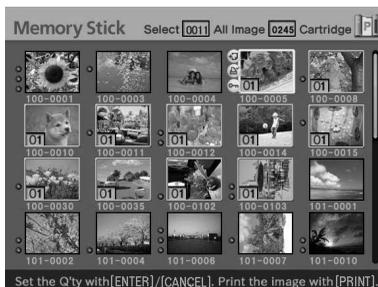 Memory Stick Select 0011 All Image 0245 Cartridge P
100-0001 100-0003 100-0004 100-0005 100-0008
01 01
100-0010 100-0011 100-0012 100-0014 100-0015
01 01 01 01 01
100-0030 100-0035 100-0102 100-0103 101-0001
01 01 01 01
101-0002 101-0004 101-0006 101-0007 101-0010
Set the Q'ty with[ENTER]/[CANCEL]. Print the image with [PRINT].